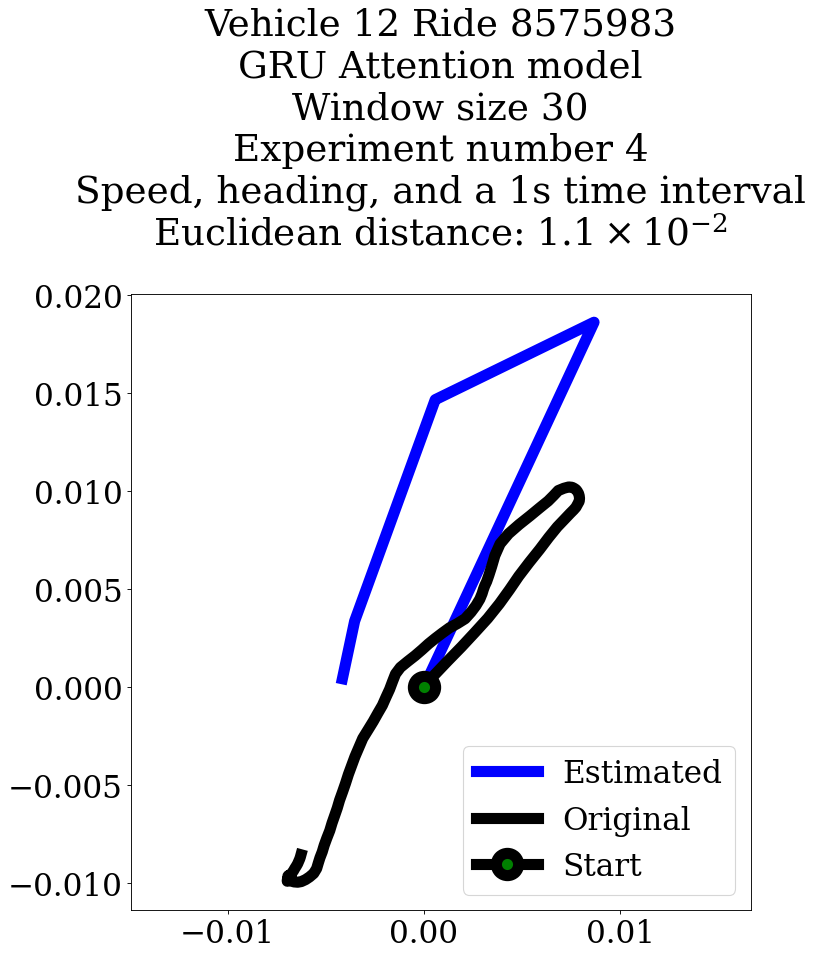 Vehicle 12 Ride 8575983
GRU Attention model
Window size 30
Experiment number 4
Speed, heading, and a 1s time interval
Euclidean distance: 1.1 × 10⁻²
0.020
0.015
0.010
0.005
0.000
−0.005
−0.010
Estimated
Original
Start
−0.01
0.00
0.01